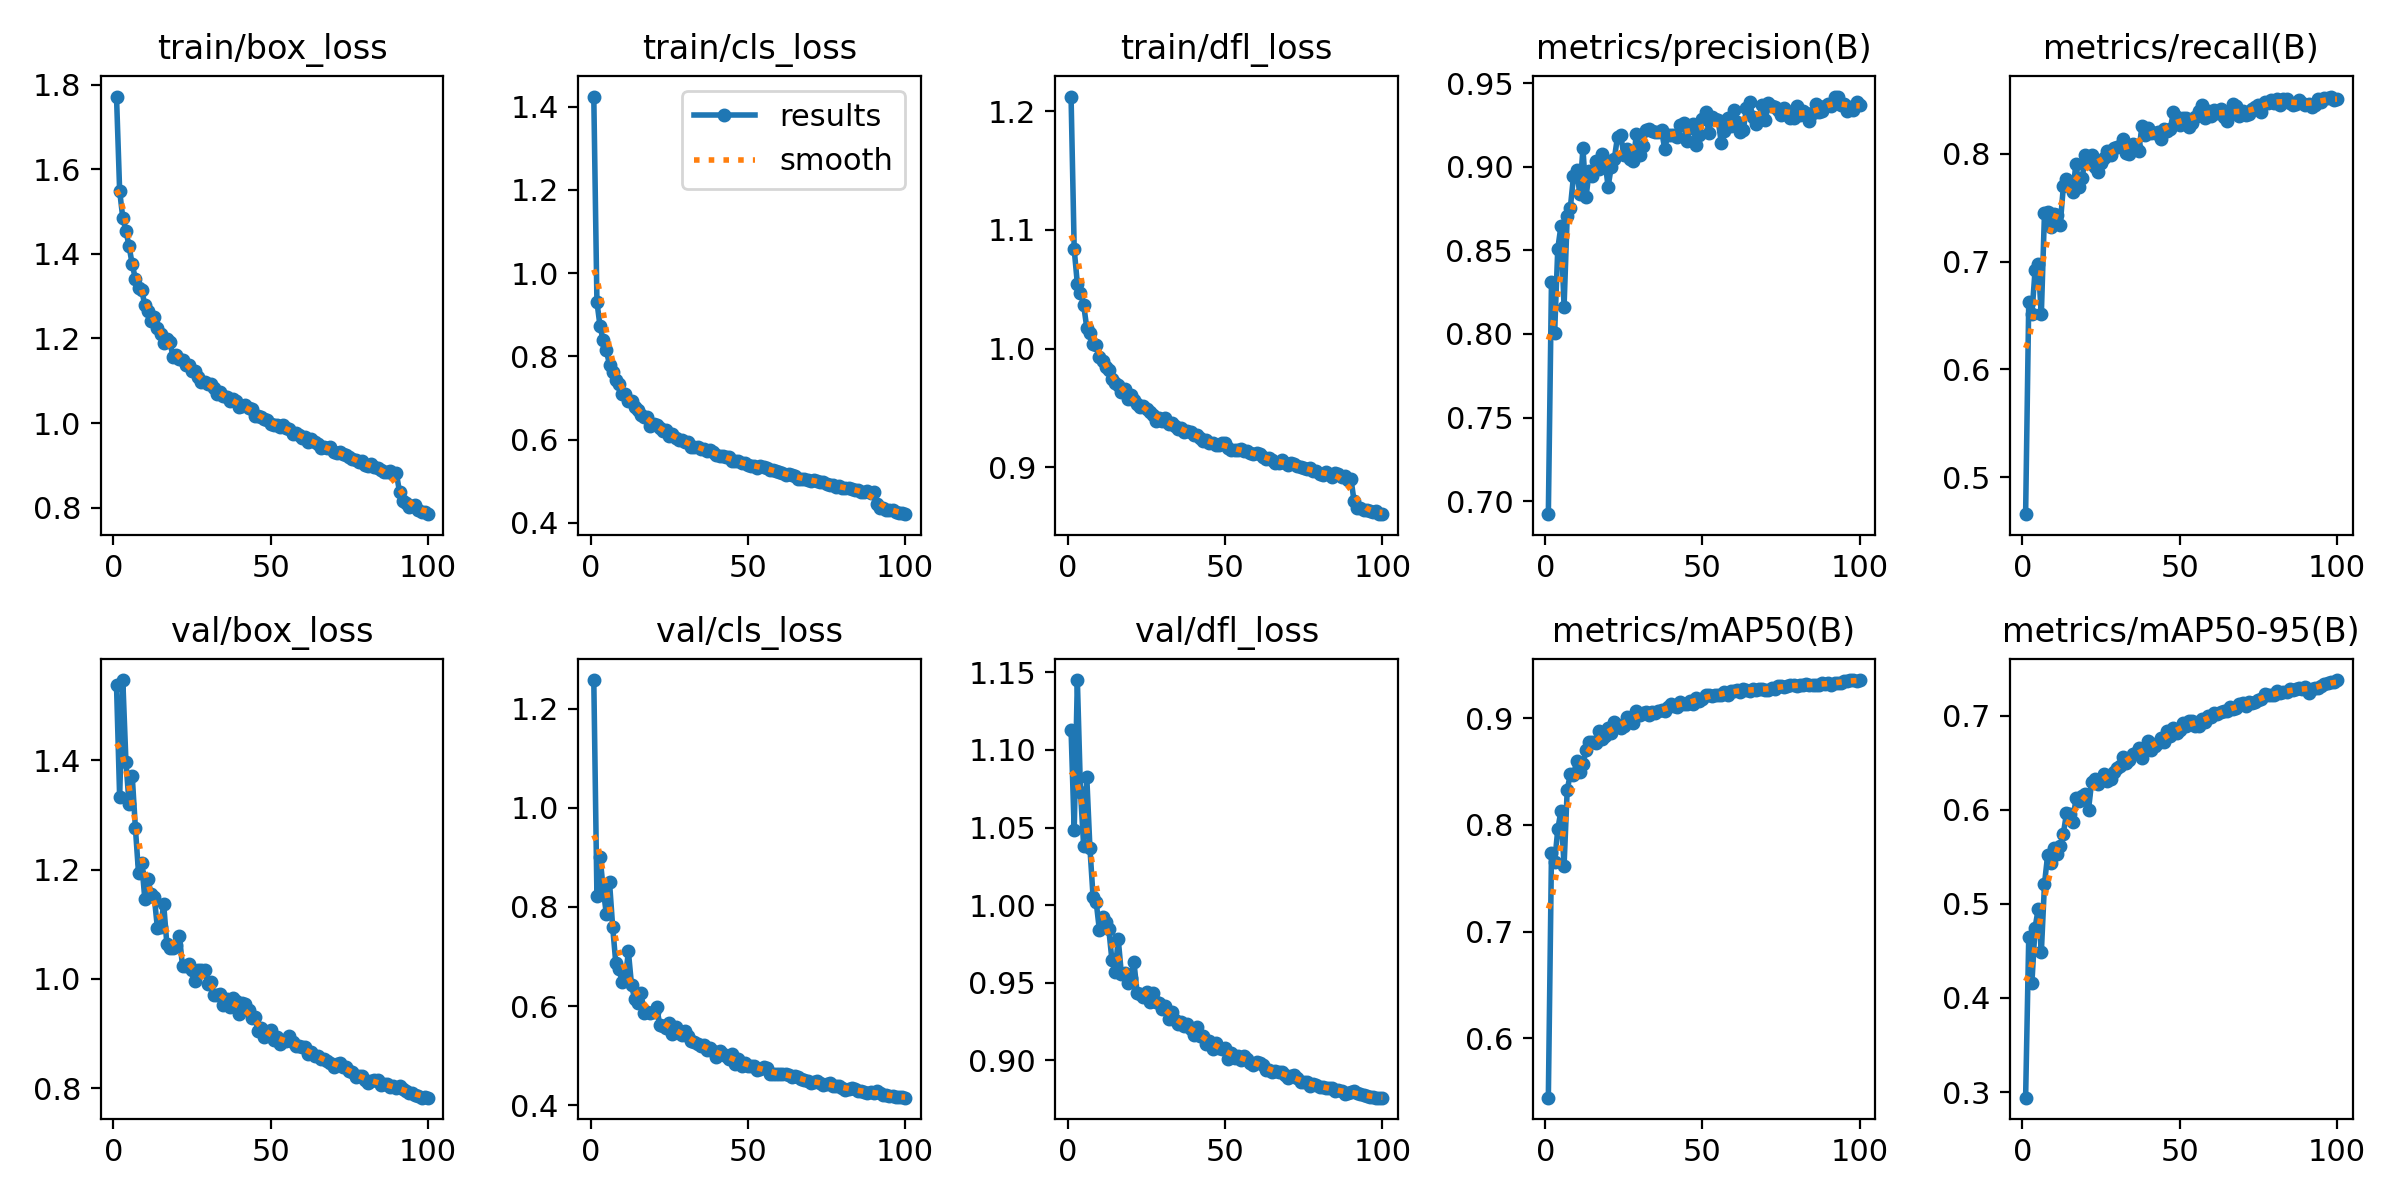 train/box_loss
train/cls_loss
train/dfl_loss
metrics/precision(B)
metrics/recall(B)
1.8
1.6
1.4
1.2
1.0
0.8
0 50 100
1.4
1.2
1.0
0.8
0.6
0.4
0 50 100
results
smooth
1.2
1.1
1.0
0.9
0 50 100
0.95
0.90
0.85
0.80
0.75
0.70
0 50 100
0.8
0.7
0.6
0.5
0 50 100
val/box_loss
val/cls_loss
val/dfl_loss
metrics/mAP50(B)
metrics/mAP50-95(B)
1.4
1.2
1.0
0.8
0 50 100
1.2
1.0
0.8
0.6
0.4
0 50 100
1.15
1.10
1.05
1.00
0.95
0.90
0 50 100
0.9
0.8
0.7
0.6
0 50 100
0.7
0.6
0.5
0.4
0.3
0 50 100